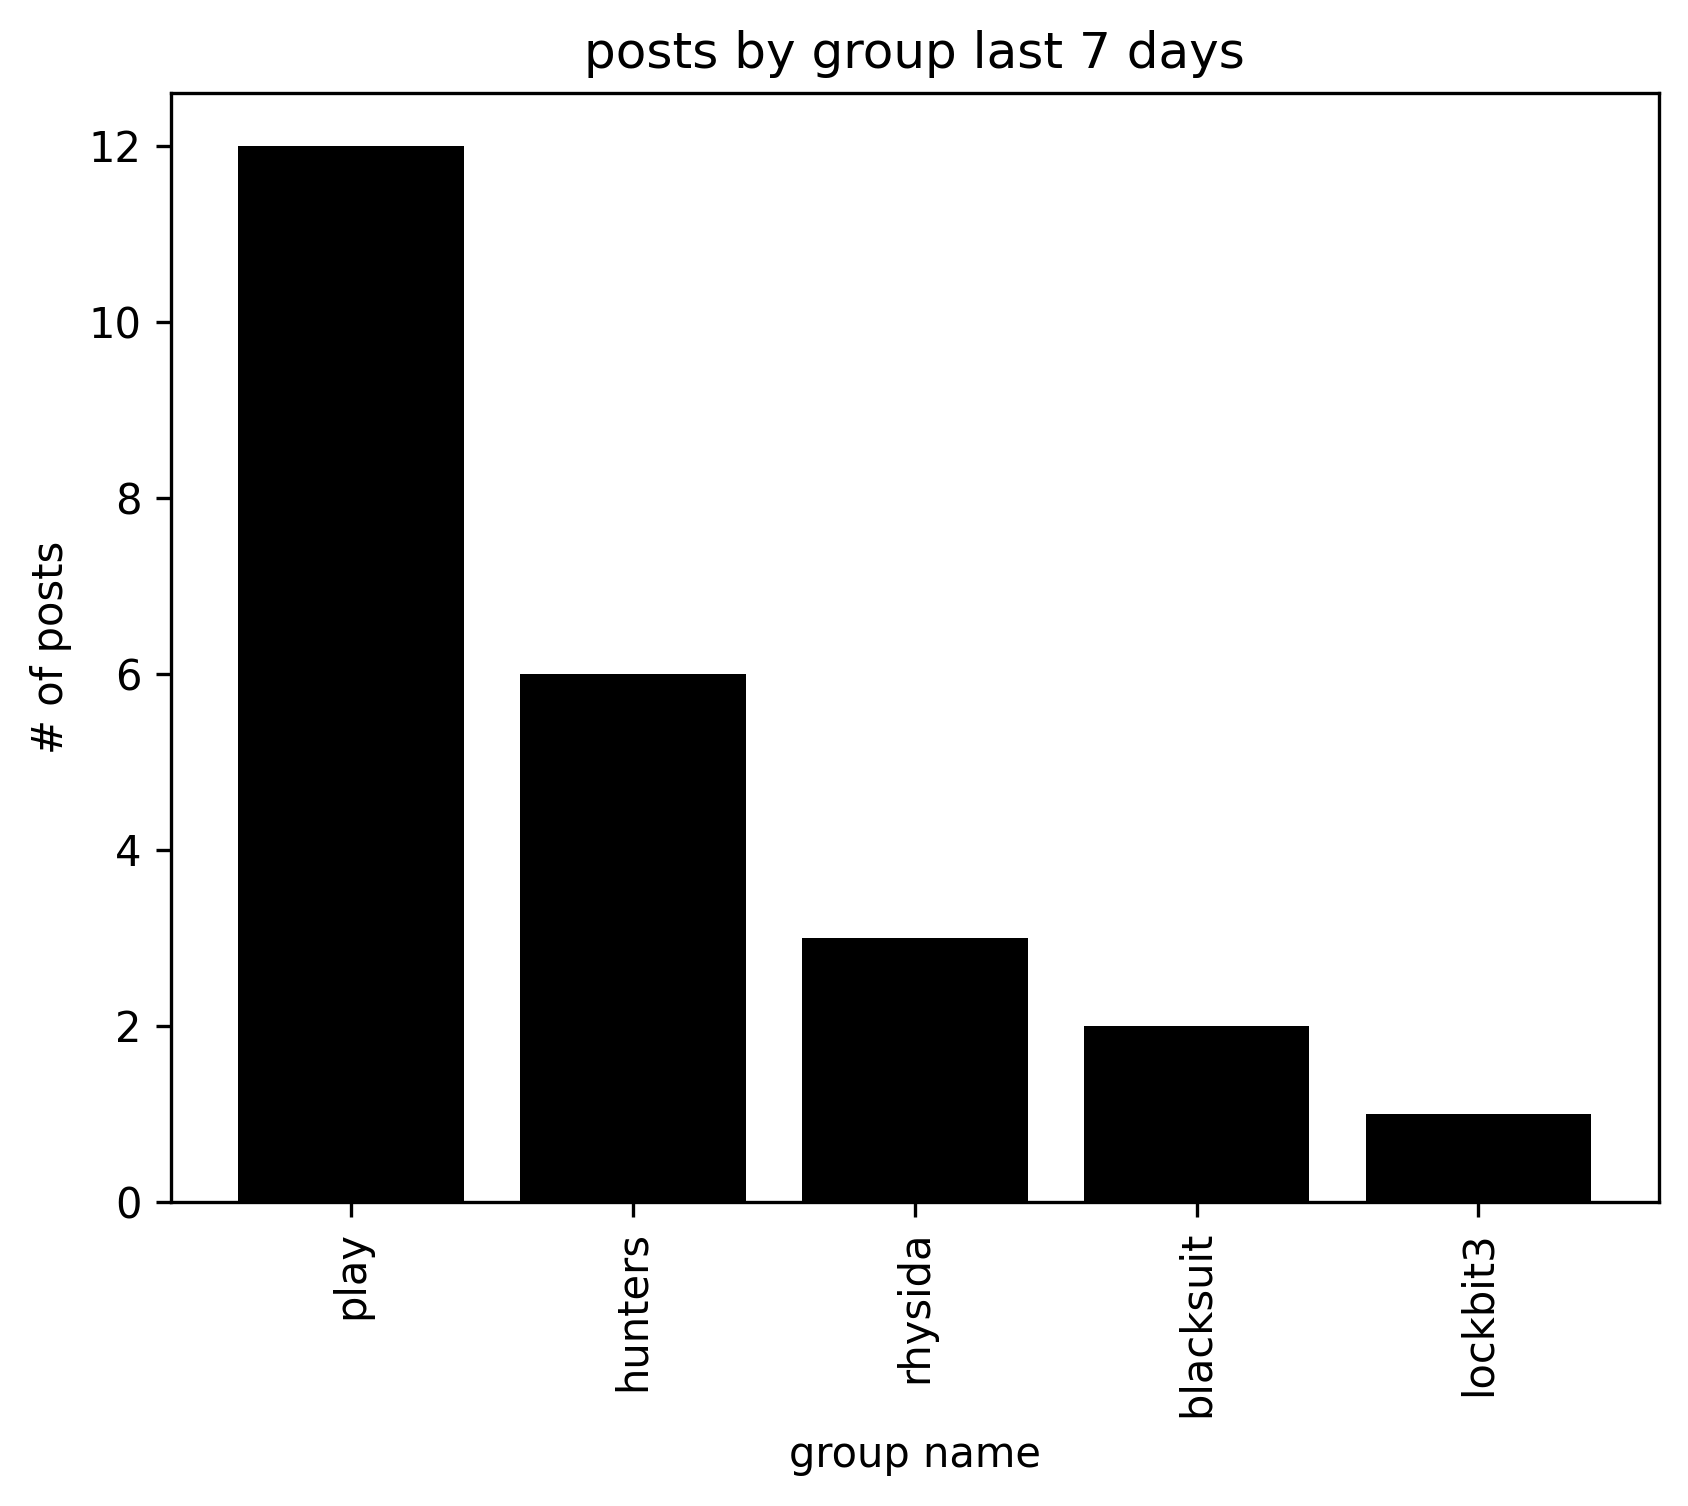 posts by group last 7 days
12
10
8
6
4
2
0
# of posts
play
hunters
rhysida
blacksuit
lockbit3
group name